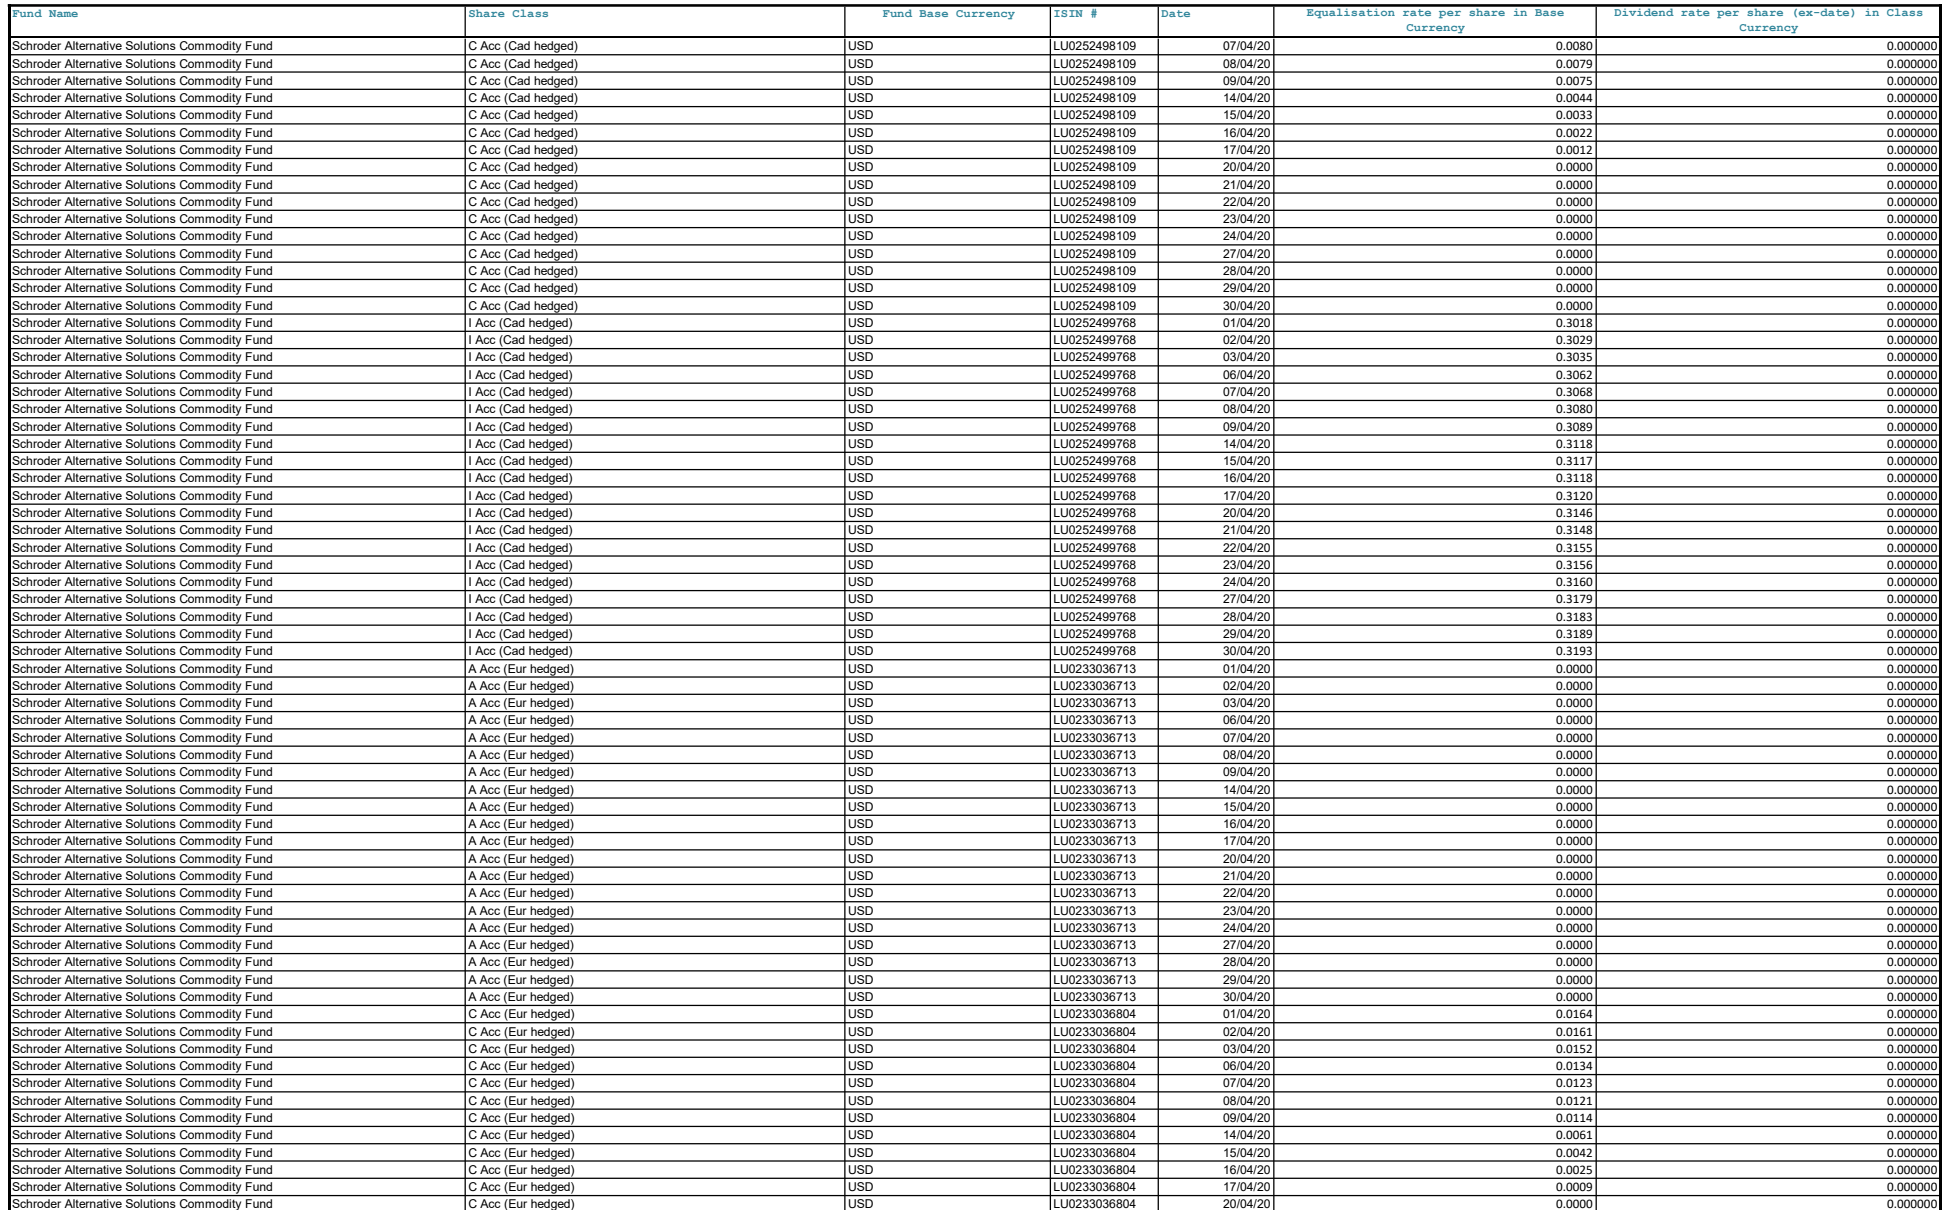 Fund Name Share Class Fund Base Currency ISIN # Date Equalisation rate per share in Base Currency Dividend rate per share (ex-date) in Class Currency
Schroder Alternative Solutions Commodity Fund C Acc (Cad hedged) USD LU0252498109 07/04/20 0.0080 0.000000
Schroder Alternative Solutions Commodity Fund C Acc (Cad hedged) USD LU0252498109 08/04/20 0.0079 0.000000
Schroder Alternative Solutions Commodity Fund C Acc (Cad hedged) USD LU0252498109 09/04/20 0.0075 0.000000
Schroder Alternative Solutions Commodity Fund C Acc (Cad hedged) USD LU0252498109 14/04/20 0.0044 0.000000
Schroder Alternative Solutions Commodity Fund C Acc (Cad hedged) USD LU0252498109 15/04/20 0.0033 0.000000
Schroder Alternative Solutions Commodity Fund C Acc (Cad hedged) USD LU0252498109 16/04/20 0.0022 0.000000
Schroder Alternative Solutions Commodity Fund C Acc (Cad hedged) USD LU0252498109 17/04/20 0.0012 0.000000
Schroder Alternative Solutions Commodity Fund C Acc (Cad hedged) USD LU0252498109 20/04/20 0.0000 0.000000
Schroder Alternative Solutions Commodity Fund C Acc (Cad hedged) USD LU0252498109 21/04/20 0.0000 0.000000
Schroder Alternative Solutions Commodity Fund C Acc (Cad hedged) USD LU0252498109 22/04/20 0.0000 0.000000
Schroder Alternative Solutions Commodity Fund C Acc (Cad hedged) USD LU0252498109 23/04/20 0.0000 0.000000
Schroder Alternative Solutions Commodity Fund C Acc (Cad hedged) USD LU0252498109 24/04/20 0.0000 0.000000
Schroder Alternative Solutions Commodity Fund C Acc (Cad hedged) USD LU0252498109 27/04/20 0.0000 0.000000
Schroder Alternative Solutions Commodity Fund C Acc (Cad hedged) USD LU0252498109 28/04/20 0.0000 0.000000
Schroder Alternative Solutions Commodity Fund C Acc (Cad hedged) USD LU0252498109 29/04/20 0.0000 0.000000
Schroder Alternative Solutions Commodity Fund C Acc (Cad hedged) USD LU0252498109 30/04/20 0.0000 0.000000
Schroder Alternative Solutions Commodity Fund I Acc (Cad hedged) USD LU0252499768 01/04/20 0.3018 0.000000
Schroder Alternative Solutions Commodity Fund I Acc (Cad hedged) USD LU0252499768 02/04/20 0.3029 0.000000
Schroder Alternative Solutions Commodity Fund I Acc (Cad hedged) USD LU0252499768 03/04/20 0.3035 0.000000
Schroder Alternative Solutions Commodity Fund I Acc (Cad hedged) USD LU0252499768 06/04/20 0.3062 0.000000
Schroder Alternative Solutions Commodity Fund I Acc (Cad hedged) USD LU0252499768 07/04/20 0.3068 0.000000
Schroder Alternative Solutions Commodity Fund I Acc (Cad hedged) USD LU0252499768 08/04/20 0.3080 0.000000
Schroder Alternative Solutions Commodity Fund I Acc (Cad hedged) USD LU0252499768 09/04/20 0.3089 0.000000
Schroder Alternative Solutions Commodity Fund I Acc (Cad hedged) USD LU0252499768 14/04/20 0.3118 0.000000
Schroder Alternative Solutions Commodity Fund I Acc (Cad hedged) USD LU0252499768 15/04/20 0.3117 0.000000
Schroder Alternative Solutions Commodity Fund I Acc (Cad hedged) USD LU0252499768 16/04/20 0.3118 0.000000
Schroder Alternative Solutions Commodity Fund I Acc (Cad hedged) USD LU0252499768 17/04/20 0.3120 0.000000
Schroder Alternative Solutions Commodity Fund I Acc (Cad hedged) USD LU0252499768 20/04/20 0.3146 0.000000
Schroder Alternative Solutions Commodity Fund I Acc (Cad hedged) USD LU0252499768 21/04/20 0.3148 0.000000
Schroder Alternative Solutions Commodity Fund I Acc (Cad hedged) USD LU0252499768 22/04/20 0.3155 0.000000
Schroder Alternative Solutions Commodity Fund I Acc (Cad hedged) USD LU0252499768 23/04/20 0.3156 0.000000
Schroder Alternative Solutions Commodity Fund I Acc (Cad hedged) USD LU0252499768 24/04/20 0.3160 0.000000
Schroder Alternative Solutions Commodity Fund I Acc (Cad hedged) USD LU0252499768 27/04/20 0.3179 0.000000
Schroder Alternative Solutions Commodity Fund I Acc (Cad hedged) USD LU0252499768 28/04/20 0.3183 0.000000
Schroder Alternative Solutions Commodity Fund I Acc (Cad hedged) USD LU0252499768 29/04/20 0.3189 0.000000
Schroder Alternative Solutions Commodity Fund I Acc (Cad hedged) USD LU0252499768 30/04/20 0.3193 0.000000
Schroder Alternative Solutions Commodity Fund A Acc (Eur hedged) USD LU0233036713 01/04/20 0.0000 0.000000
Schroder Alternative Solutions Commodity Fund A Acc (Eur hedged) USD LU0233036713 02/04/20 0.0000 0.000000
Schroder Alternative Solutions Commodity Fund A Acc (Eur hedged) USD LU0233036713 03/04/20 0.0000 0.000000
Schroder Alternative Solutions Commodity Fund A Acc (Eur hedged) USD LU0233036713 06/04/20 0.0000 0.000000
Schroder Alternative Solutions Commodity Fund A Acc (Eur hedged) USD LU0233036713 07/04/20 0.0000 0.000000
Schroder Alternative Solutions Commodity Fund A Acc (Eur hedged) USD LU0233036713 08/04/20 0.0000 0.000000
Schroder Alternative Solutions Commodity Fund A Acc (Eur hedged) USD LU0233036713 09/04/20 0.0000 0.000000
Schroder Alternative Solutions Commodity Fund A Acc (Eur hedged) USD LU0233036713 14/04/20 0.0000 0.000000
Schroder Alternative Solutions Commodity Fund A Acc (Eur hedged) USD LU0233036713 15/04/20 0.0000 0.000000
Schroder Alternative Solutions Commodity Fund A Acc (Eur hedged) USD LU0233036713 16/04/20 0.0000 0.000000
Schroder Alternative Solutions Commodity Fund A Acc (Eur hedged) USD LU0233036713 17/04/20 0.0000 0.000000
Schroder Alternative Solutions Commodity Fund A Acc (Eur hedged) USD LU0233036713 20/04/20 0.0000 0.000000
Schroder Alternative Solutions Commodity Fund A Acc (Eur hedged) USD LU0233036713 21/04/20 0.0000 0.000000
Schroder Alternative Solutions Commodity Fund A Acc (Eur hedged) USD LU0233036713 22/04/20 0.0000 0.000000
Schroder Alternative Solutions Commodity Fund A Acc (Eur hedged) USD LU0233036713 23/04/20 0.0000 0.000000
Schroder Alternative Solutions Commodity Fund A Acc (Eur hedged) USD LU0233036713 24/04/20 0.0000 0.000000
Schroder Alternative Solutions Commodity Fund A Acc (Eur hedged) USD LU0233036713 27/04/20 0.0000 0.000000
Schroder Alternative Solutions Commodity Fund A Acc (Eur hedged) USD LU0233036713 28/04/20 0.0000 0.000000
Schroder Alternative Solutions Commodity Fund A Acc (Eur hedged) USD LU0233036713 29/04/20 0.0000 0.000000
Schroder Alternative Solutions Commodity Fund A Acc (Eur hedged) USD LU0233036713 30/04/20 0.0000 0.000000
Schroder Alternative Solutions Commodity Fund C Acc (Eur hedged) USD LU0233036804 01/04/20 0.0164 0.000000
Schroder Alternative Solutions Commodity Fund C Acc (Eur hedged) USD LU0233036804 02/04/20 0.0161 0.000000
Schroder Alternative Solutions Commodity Fund C Acc (Eur hedged) USD LU0233036804 03/04/20 0.0152 0.000000
Schroder Alternative Solutions Commodity Fund C Acc (Eur hedged) USD LU0233036804 06/04/20 0.0134 0.000000
Schroder Alternative Solutions Commodity Fund C Acc (Eur hedged) USD LU0233036804 07/04/20 0.0123 0.000000
Schroder Alternative Solutions Commodity Fund C Acc (Eur hedged) USD LU0233036804 08/04/20 0.0121 0.000000
Schroder Alternative Solutions Commodity Fund C Acc (Eur hedged) USD LU0233036804 09/04/20 0.0114 0.000000
Schroder Alternative Solutions Commodity Fund C Acc (Eur hedged) USD LU0233036804 14/04/20 0.0061 0.000000
Schroder Alternative Solutions Commodity Fund C Acc (Eur hedged) USD LU0233036804 15/04/20 0.0042 0.000000
Schroder Alternative Solutions Commodity Fund C Acc (Eur hedged) USD LU0233036804 16/04/20 0.0025 0.000000
Schroder Alternative Solutions Commodity Fund C Acc (Eur hedged) USD LU0233036804 17/04/20 0.0009 0.000000
Schroder Alternative Solutions Commodity Fund C Acc (Eur hedged) USD LU0233036804 20/04/20 0.0000 0.000000